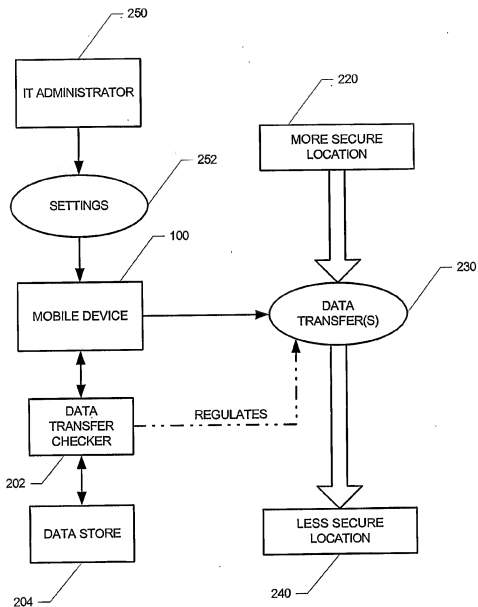 250
IT ADMINISTRATOR
220
MORE SECURE
LOCATION
252
SETTINGS
100
230
MOBILE DEVICE
DATA
TRANSFER(S)
DATA
TRANSFER
CHECKER
REGULATES
202
DATA STORE
LESS SECURE
LOCATION
204
240